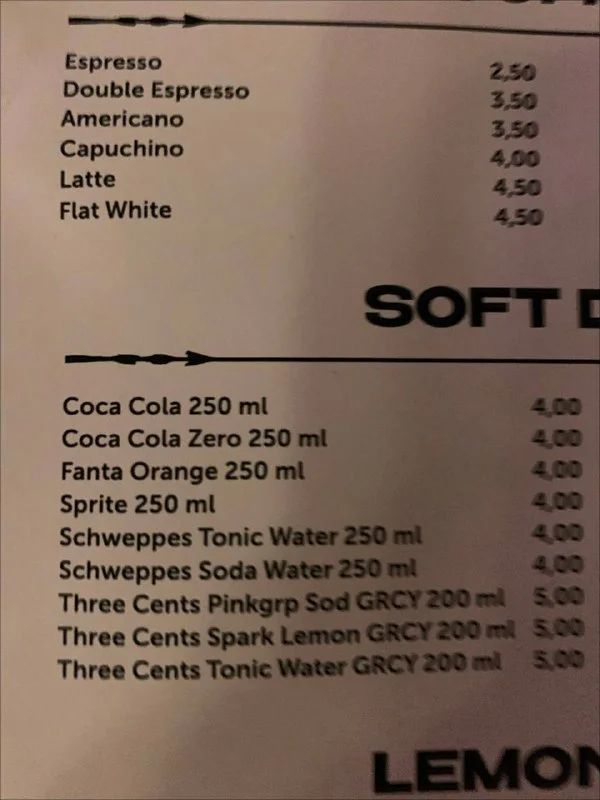 Espresso 2,50
Double Espresso 3,50
Americano 3,50
Capuchino 4,00
Latte 4,50
Flat White 4,50
SOFT
Coca Cola 250 ml 4,00
Coca Cola Zero 250 ml 4,00
Fanta Orange 250 ml 4,00
Sprite 250 ml 4,00
Schweppes Tonic Water 250 ml 4,00
Schweppes Soda Water 250 ml 4,00
Three Cents Pinkgrp Sod GRCY 200 ml 5,00
Three Cents Spark Lemon GRCY 200 ml 5,00
Three Cents Tonic Water GRCY 200 ml 5,00
LEMON